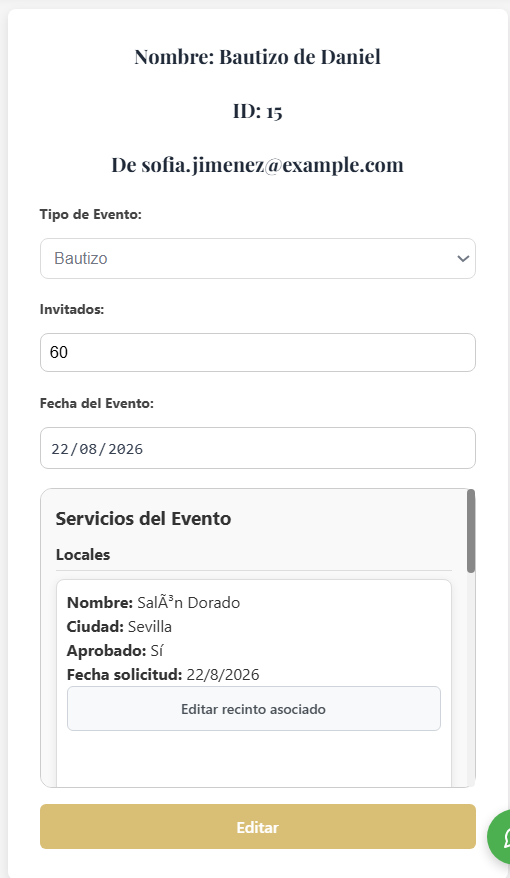 Nombre: Bautizo de Daniel
ID: 15
De sofia.jimenez@example.com
Tipo de Evento:
Bautizo
Invitados:
60
Fecha del Evento:
22/08/2026
Servicios del Evento
Locales
Nombre: SalÃ³n Dorado
Ciudad: Sevilla
Aprobado: Sí
Fecha solicitud: 22/8/2026
Editar recinto asociado
Editar